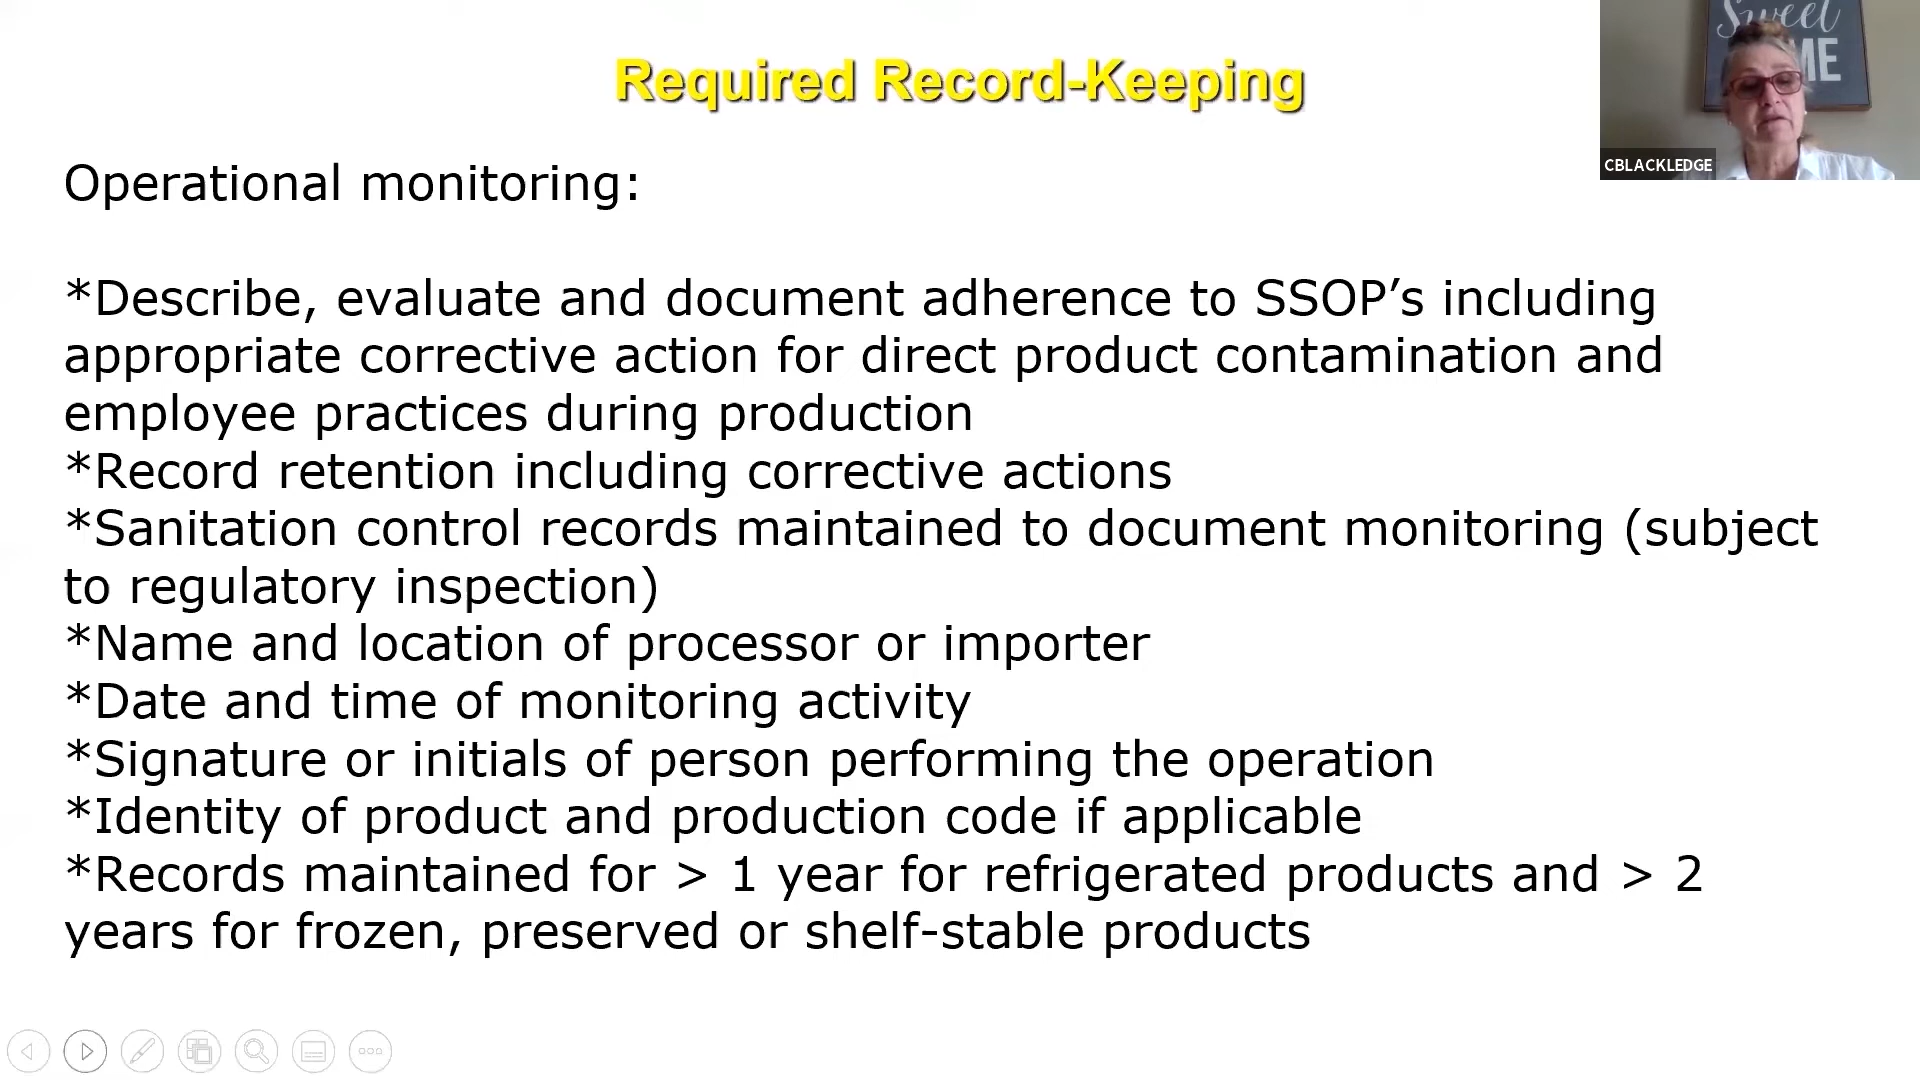 Required Record-Keeping
Sweet
ME
CBLACKLEDGE
Operational monitoring:
*Describe, evaluate and document adherence to SSOP’s including
appropriate corrective action for direct product contamination and
employee practices during production
*Record retention including corrective actions
*Sanitation control records maintained to document monitoring (subject
to regulatory inspection)
*Name and location of processor or importer
*Date and time of monitoring activity
*Signature or initials of person performing the operation
*Identity of product and production code if applicable
*Records maintained for > 1 year for refrigerated products and > 2
years for frozen, preserved or shelf-stable products